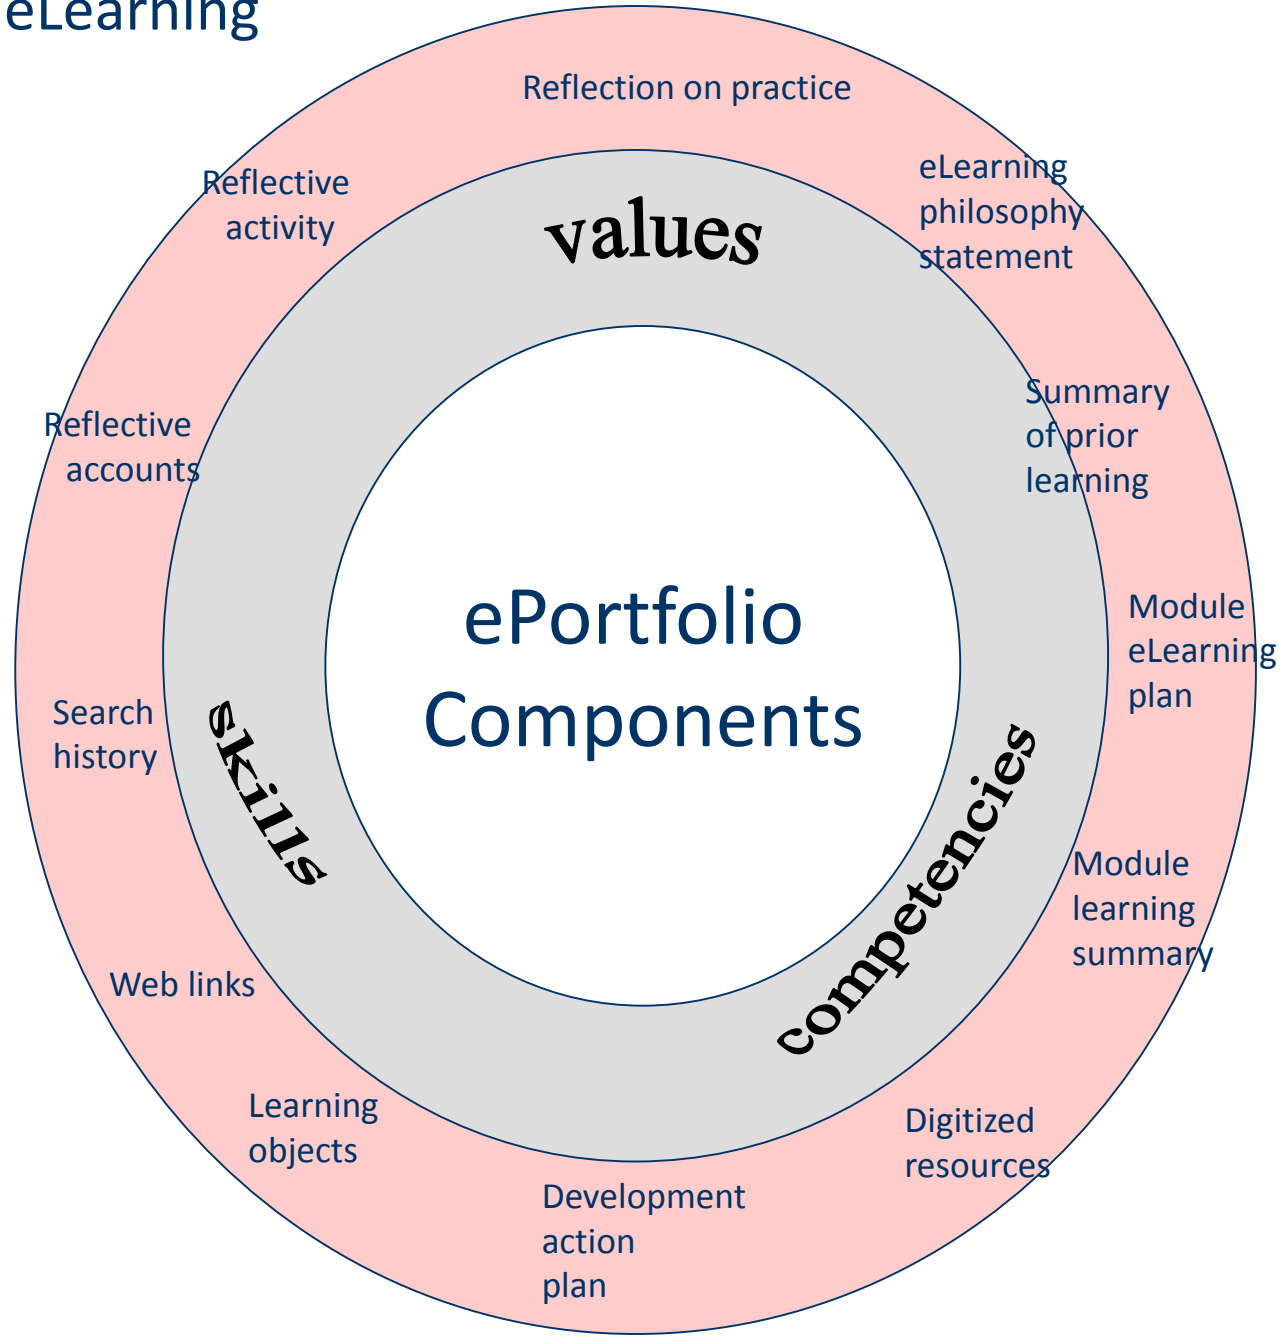 eLearning
Reflection on practice
eLearning
philosophy
statement
Reflective
activity
values
Summary
of prior
learning
Reflective
accounts
ePortfolio
Components
Module
eLearning
plan
Search
history
skills
competencies
Module
learning
summary
Web links
Learning
objects
Digitized
resources
Development
action
plan